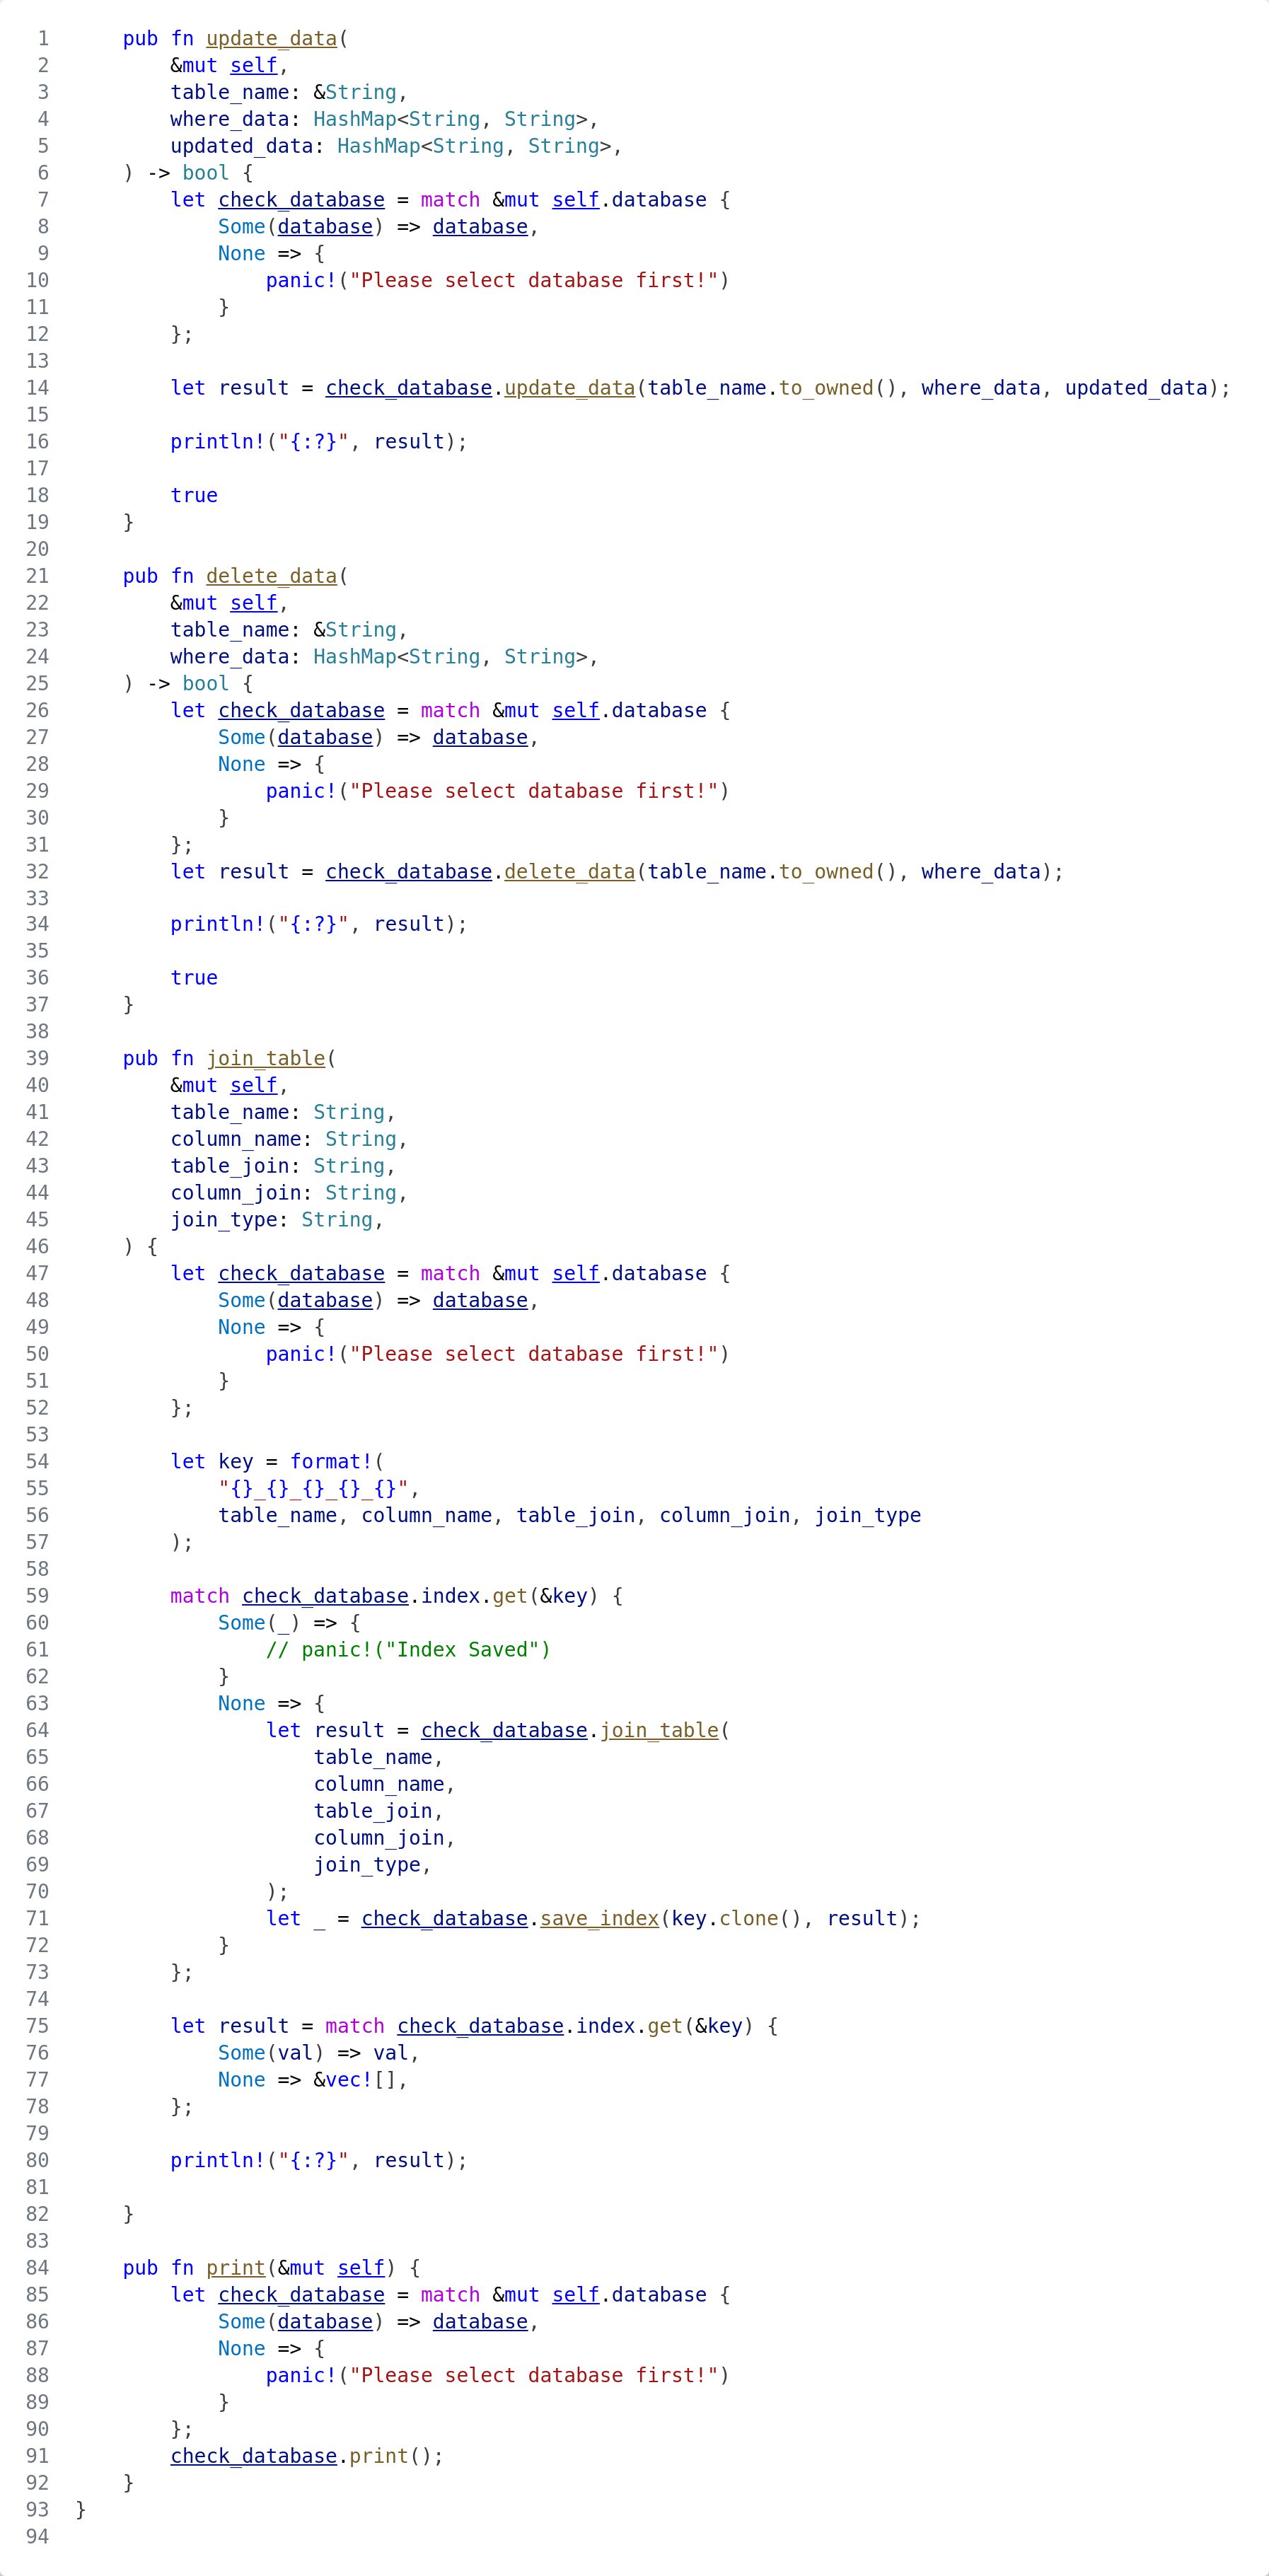 1 pub fn update_data(
2 &mut self,
3 table_name: &String,
4 where_data: HashMap<String, String>,
5 updated_data: HashMap<String, String>,
6 ) -> bool {
7 let check_database = match &mut self.database {
8 Some(database) => database,
9 None => {
10 panic!("Please select database first!")
11 }
12 };
13
14 let result = check_database.update_data(table_name.to_owned(), where_data, updated_data);
15
16 println!("{:?}", result);
17
18 true
19 }
20
21 pub fn delete_data(
22 &mut self,
23 table_name: &String,
24 where_data: HashMap<String, String>,
25 ) -> bool {
26 let check_database = match &mut self.database {
27 Some(database) => database,
28 None => {
29 panic!("Please select database first!")
30 }
31 };
32 let result = check_database.delete_data(table_name.to_owned(), where_data);
33
34 println!("{:?}", result);
35
36 true
37 }
38
39 pub fn join_table(
40 &mut self,
41 table_name: String,
42 column_name: String,
43 table_join: String,
44 column_join: String,
45 join_type: String,
46 ) {
47 let check_database = match &mut self.database {
48 Some(database) => database,
49 None => {
50 panic!("Please select database first!")
51 }
52 };
53
54 let key = format!(
55 "{}_{}_{}_{}_{}",
56 table_name, column_name, table_join, column_join, join_type
57 );
58
59 match check_database.index.get(&key) {
60 Some(_) => {
61 // panic!("Index Saved")
62 }
63 None => {
64 let result = check_database.join_table(
65 table_name,
66 column_name,
67 table_join,
68 column_join,
69 join_type,
70 );
71 let _ = check_database.save_index(key.clone(), result);
72 }
73 };
74
75 let result = match check_database.index.get(&key) {
76 Some(val) => val,
77 None => &vec![],
78 };
79
80 println!("{:?}", result);
81
82 }
83
84 pub fn print(&mut self) {
85 let check_database = match &mut self.database {
86 Some(database) => database,
87 None => {
88 panic!("Please select database first!")
89 }
90 };
91 check_database.print();
92 }
93 }
94